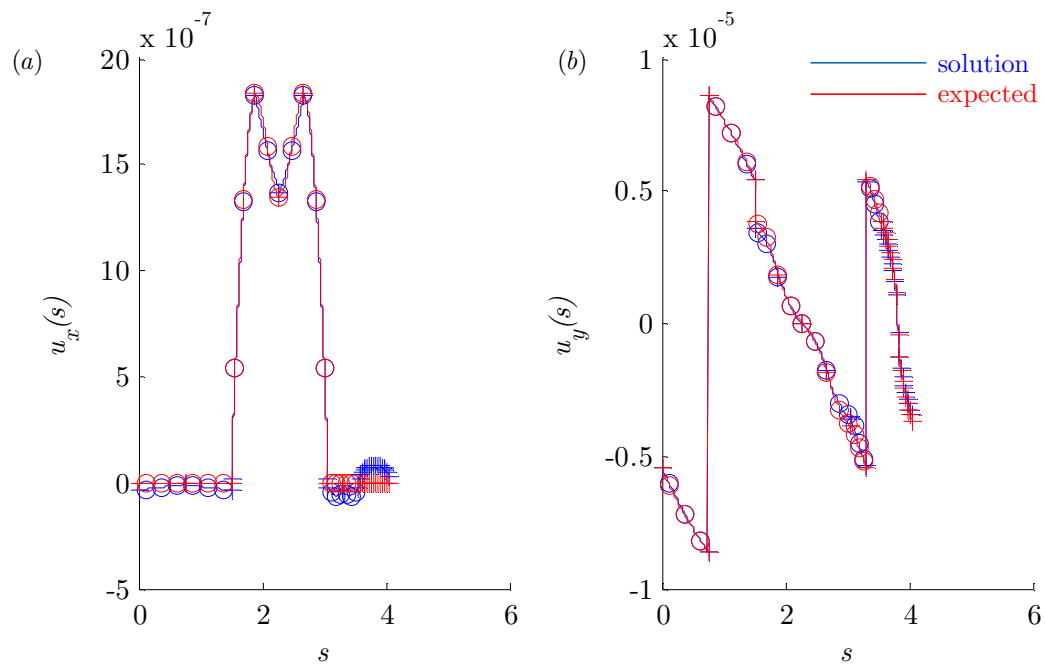 (a)
x 10^-7
20
15
10
5
0
-5
0 2 4 6
s
u_x(s)
(b)
x 10^-5
1
0.5
0
-0.5
-1
0 2 4 6
s
u_y(s)
solution
expected